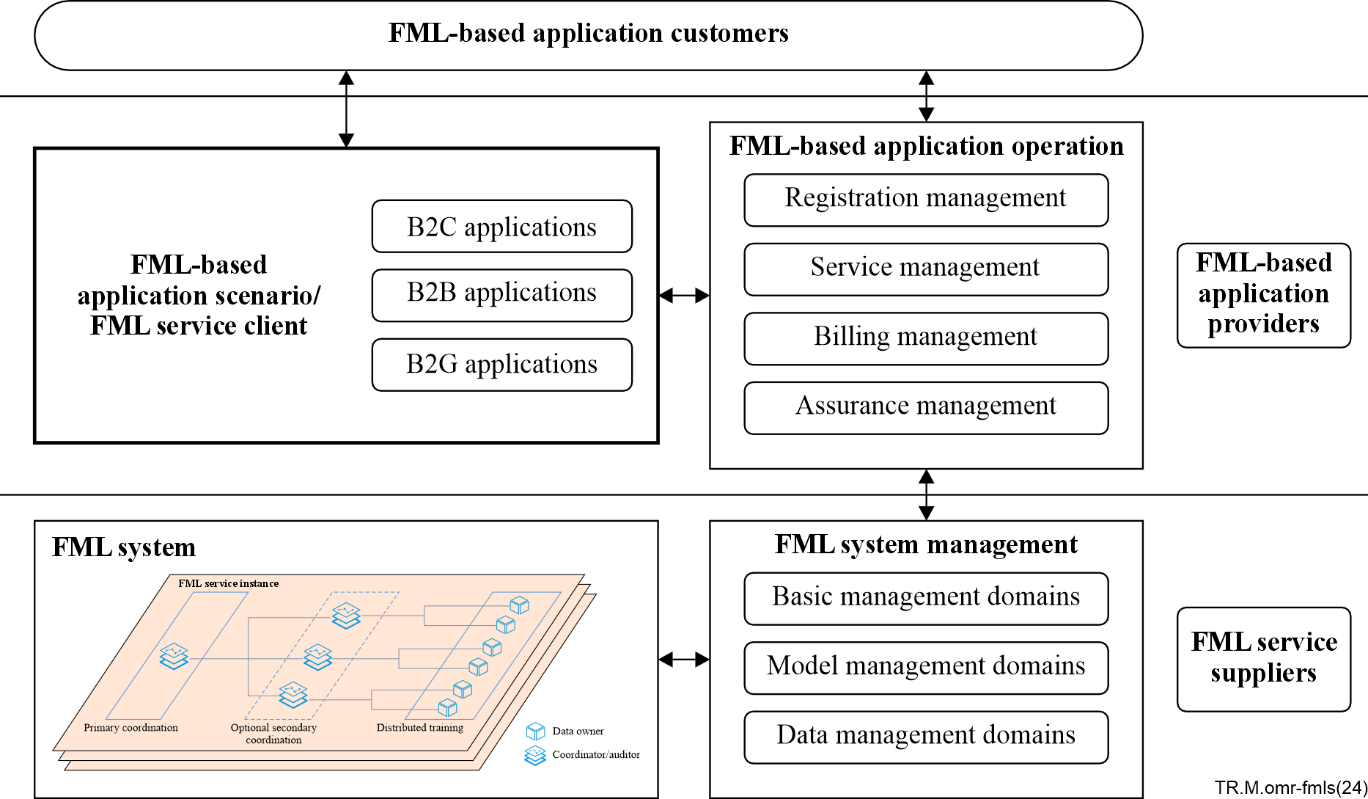 FML-based application customers
FML-based
application scenario/
FML service client
B2C applications
B2B applications
B2G applications
FML-based application operation
Registration management
Service management
Billing management
Assurance management
FML-based
application
providers
FML system
FML service instance
Primary coordination
Optional secondary
coordination
Distributed training
Data owner
Coordinator/auditor
FML system management
Basic management domains
Model management domains
Data management domains
FML service
suppliers
TR.M.omr-fmls(24)